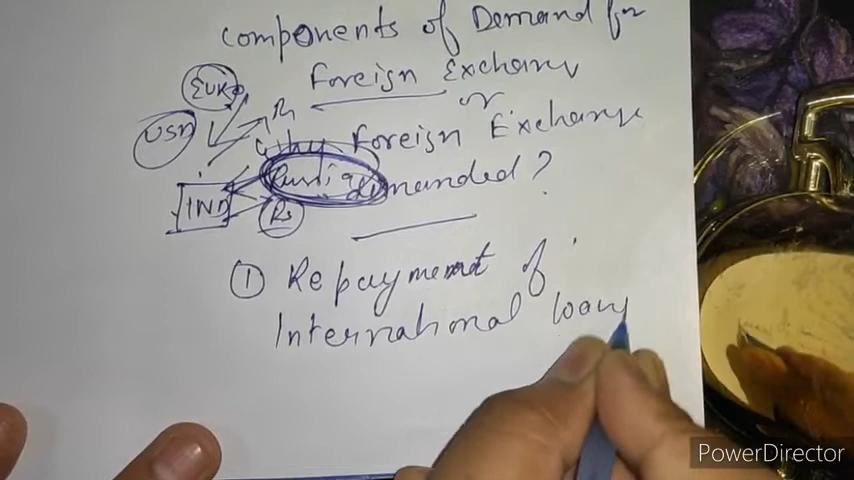 Components of Demand for
Foreign Exchange
or
Why Foreign Exchange
demanded?
EURO
USD
IND
Rs
① Repayment of
International loans
PowerDirector